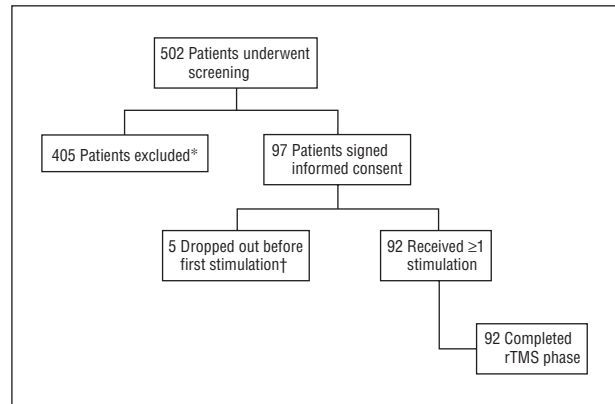 502 Patients underwent
screening
405 Patients excluded*
97 Patients signed
informed consent
5 Dropped out before
first stimulation†
92 Received ≥1
stimulation
92 Completed
rTMS phase